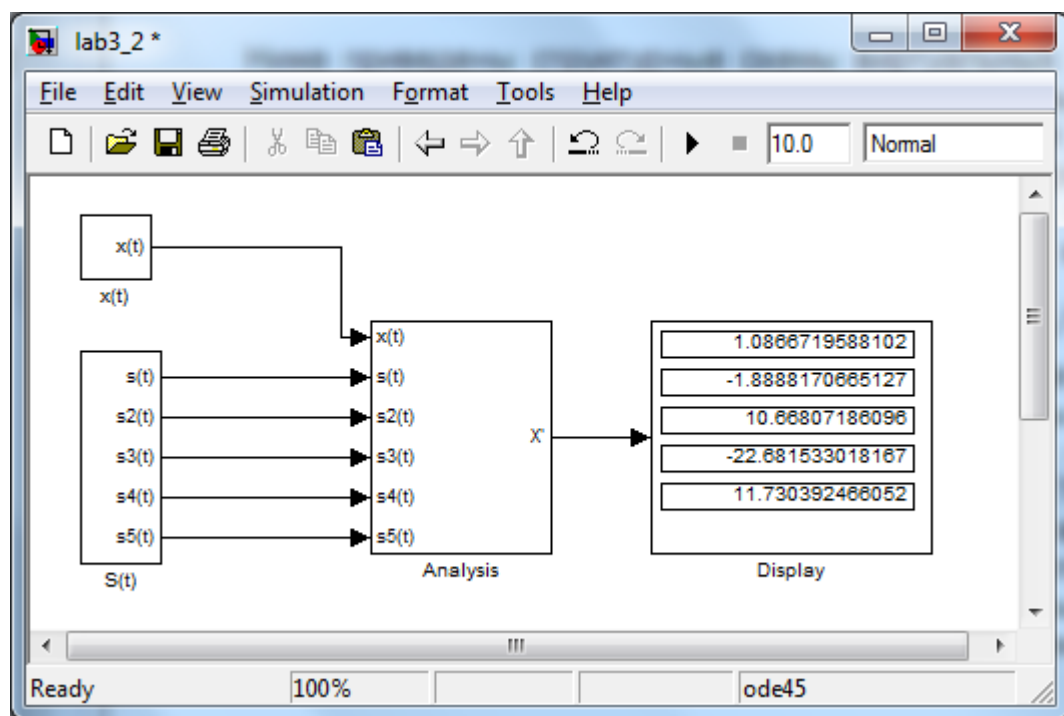 lab3_2 *
File Edit View Simulation Format Tools Help
10.0 Normal
x(t)
x(t)
s(t)
s2(t)
s3(t)
s4(t)
s5(t)
S(t)
x(t)
s(t)
s2(t)
s3(t)
s4(t)
s5(t)
X'
Analysis
1.0866719588102
-1.8888170665127
10.66807186096
-22.681533018167
11.730392466052
Display
Ready 100% ode45